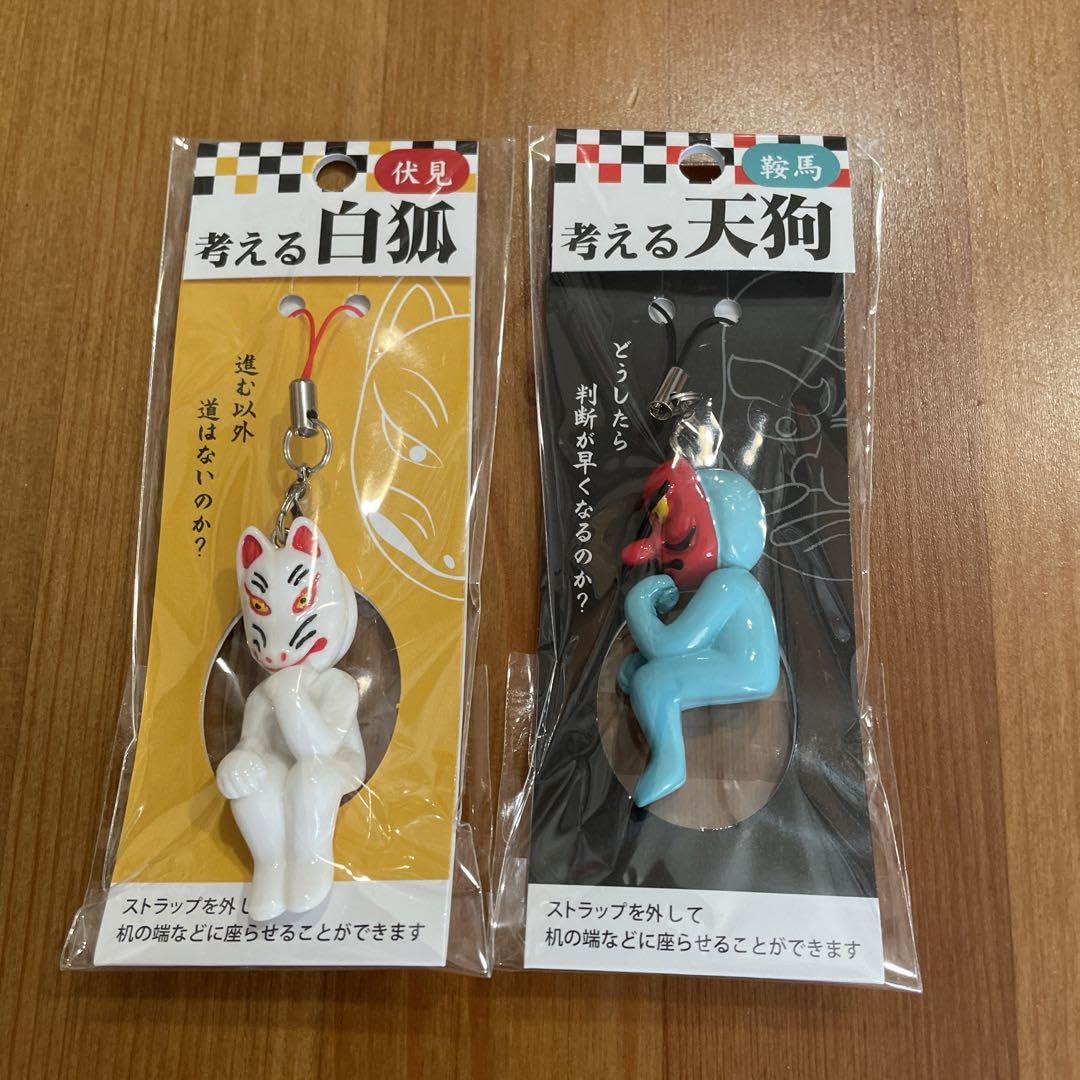 伏見
考える白狐
進む以外
道はないのか?
ストラップを外し
机の端などに座らせることができます
鞍馬
考える天狗
どうしたら
判断が早くなるのか?
ストラップを外して
机の端などに座らせることができます